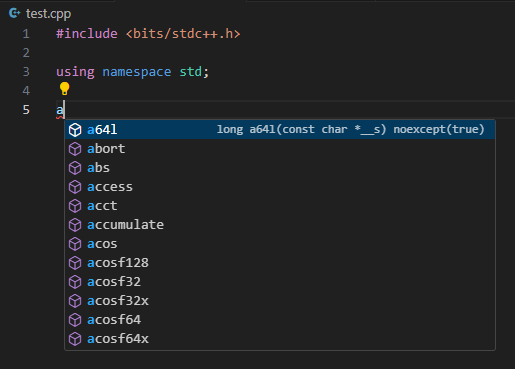 test.cpp
1 #include <bits/stdc++.h>
2
3 using namespace std;
4
5 a
a64l long a64l(const char *__s) noexcept(true)
abort
abs
access
acct
accumulate
acos
acosf128
acosf32
acosf32x
acosf64
acosf64x